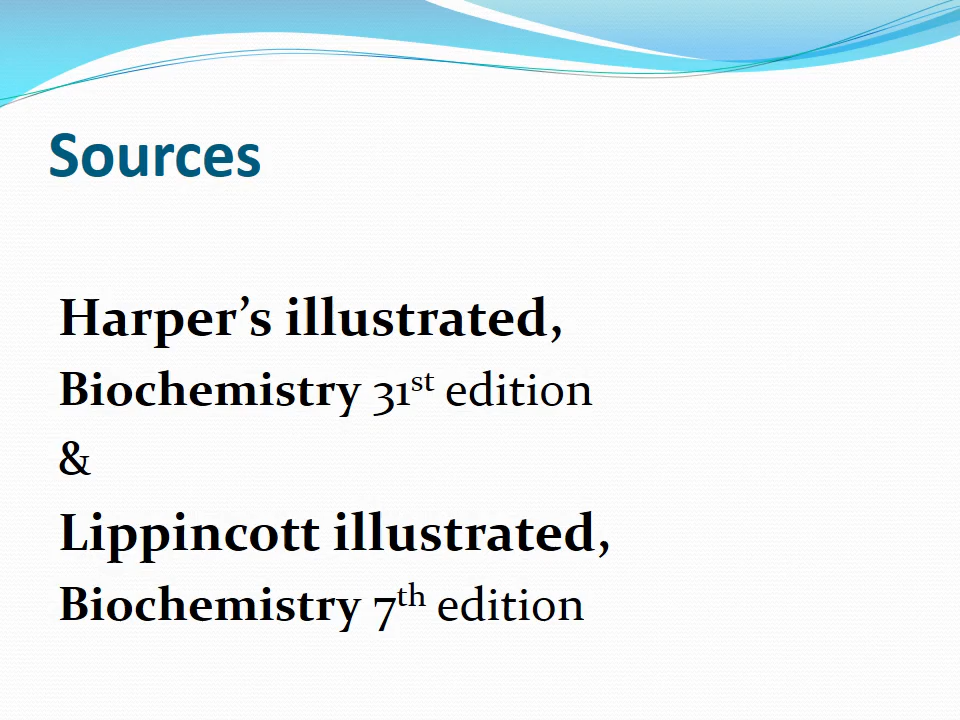 Sources
Harper’s illustrated,
Biochemistry 31st edition
&
Lippincott illustrated,
Biochemistry 7th edition